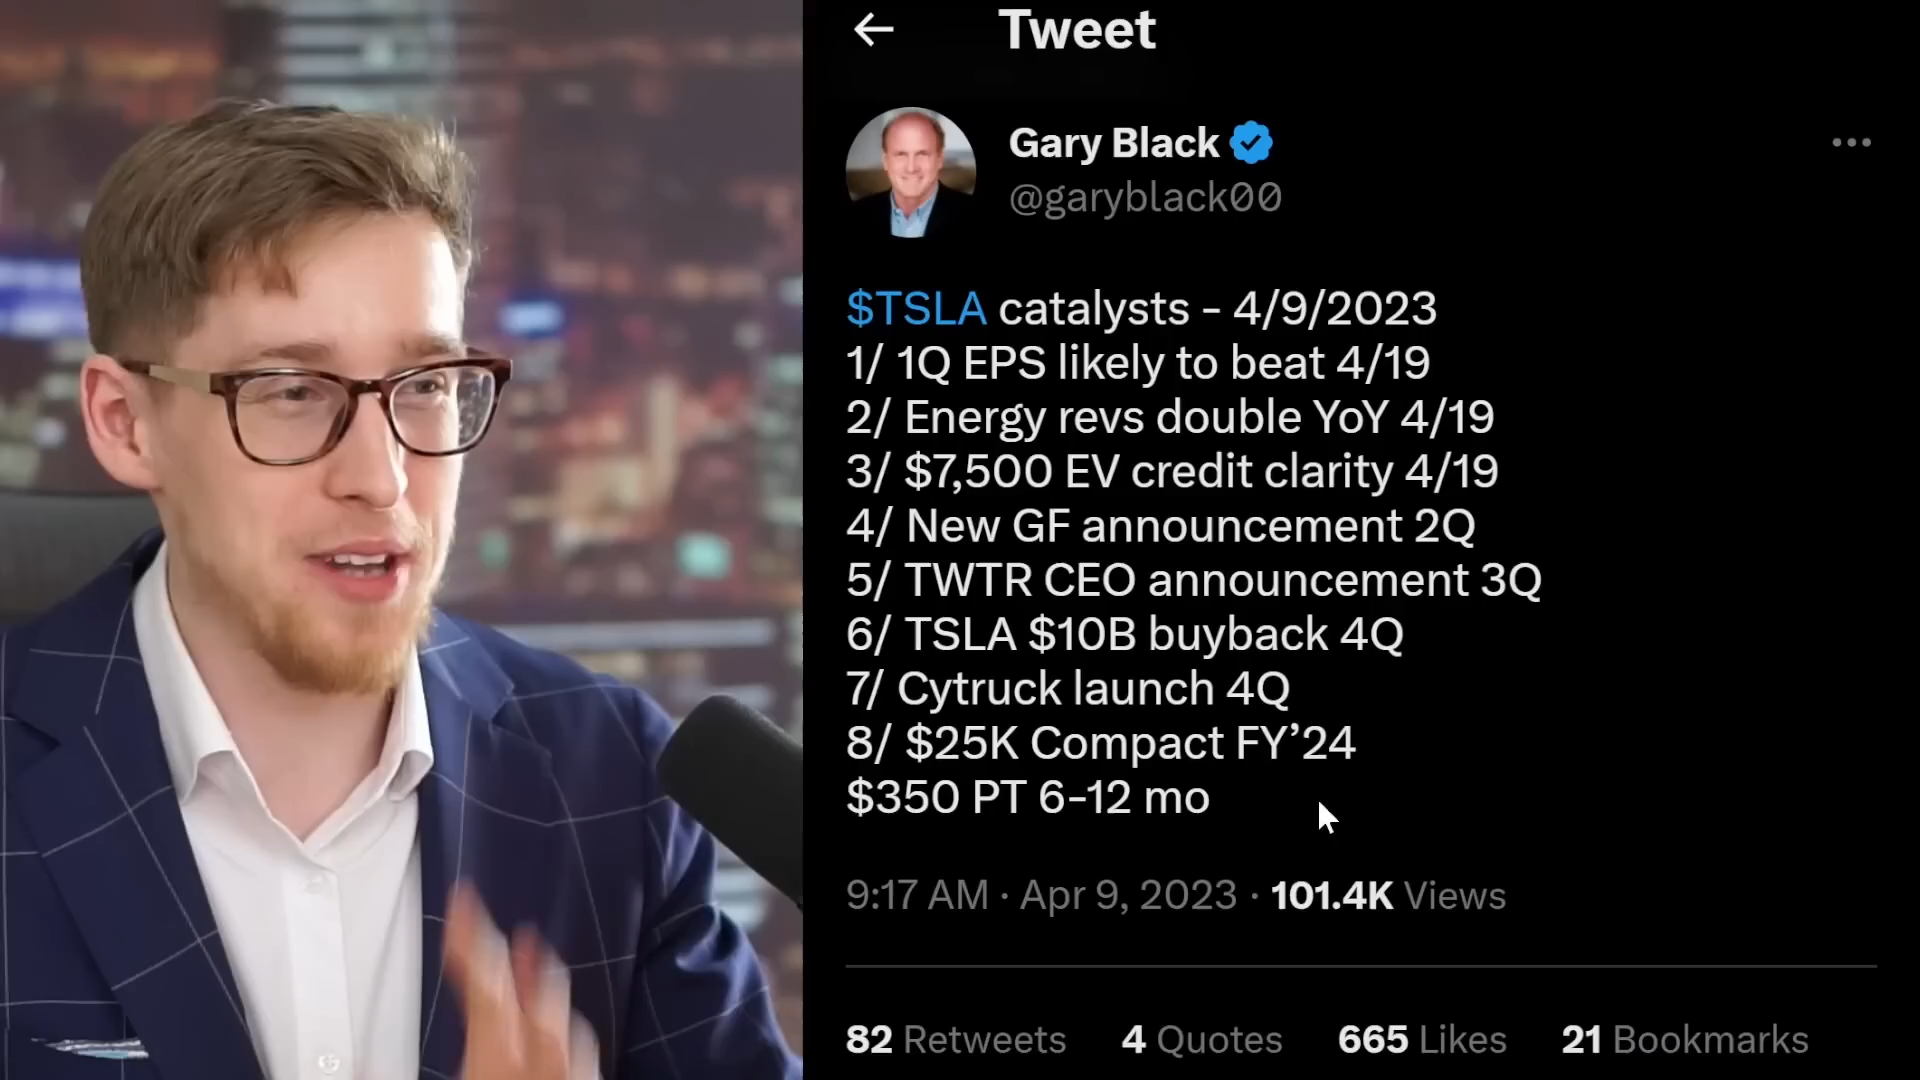 Tweet
Gary Black
@garyblack00
$TSLA catalysts - 4/9/2023
1/ 1Q EPS likely to beat 4/19
2/ Energy revs double YoY 4/19
3/ $7,500 EV credit clarity 4/19
4/ New GF announcement 2Q
5/ TWTR CEO announcement 3Q
6/ TSLA $10B buyback 4Q
7/ Cytruck launch 4Q
8/ $25K Compact FY’24
$350 PT 6-12 mo
9:17 AM · Apr 9, 2023 · 101.4K Views
82 Retweets 4 Quotes 665 Likes 21 Bookmarks